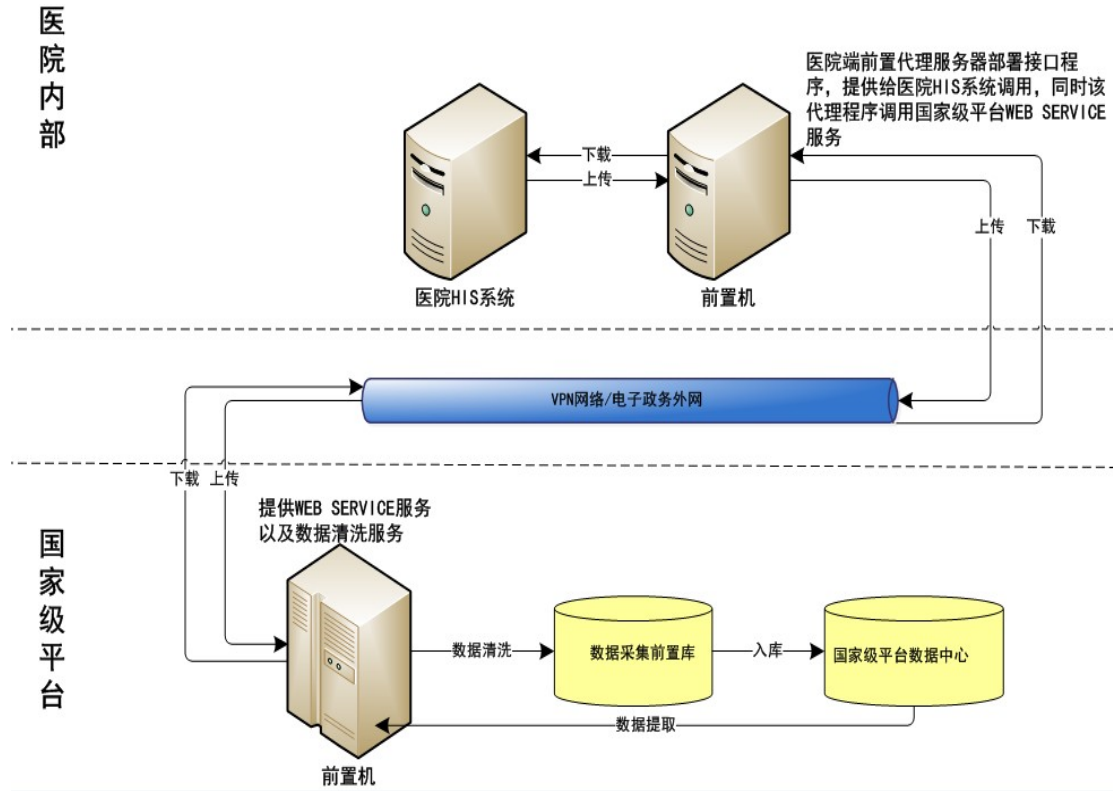 医院内部
医院端前置代理服务器部署接口程
序，提供给医院HIS系统调用，同时该
代理程序调用国家级平台WEB SERVICE
服务
下载
上传
上传
下载
医院HIS系统
前置机
VPN网络/电子政务外网
下载
上传
提供WEB SERVICE服务
以及数据清洗服务
国家级平台
数据清洗
数据采集前置库
入库
国家级平台数据中心
数据提取
前置机